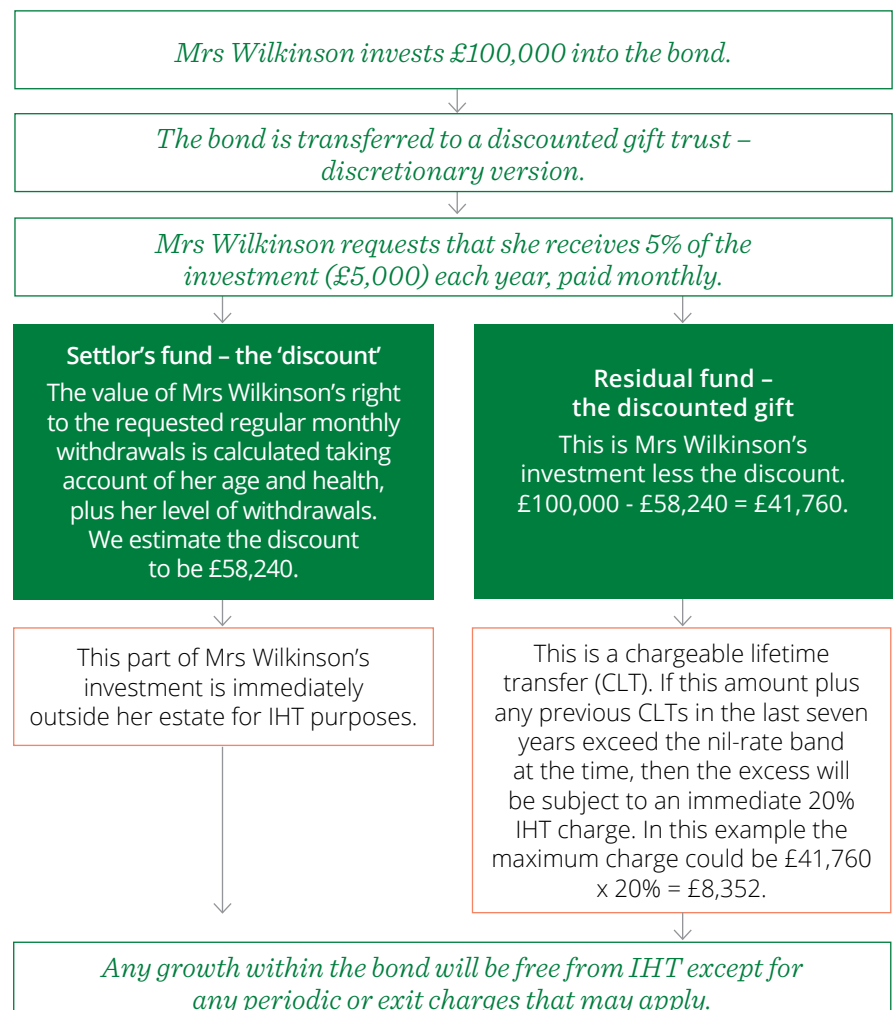 Mrs Wilkinson invests £100,000 into the bond.
The bond is transferred to a discounted gift trust –
discretionary version.
Mrs Wilkinson requests that she receives 5% of the
investment (£5,000) each year, paid monthly.
Settlor's fund – the 'discount'
The value of Mrs Wilkinson's right
to the requested regular monthly
withdrawals is calculated taking
account of her age and health,
plus her level of withdrawals.
We estimate the discount
to be £58,240.
Residual fund –
the discounted gift
This is Mrs Wilkinson's
investment less the discount.
£100,000 - £58,240 = £41,760.
This part of Mrs Wilkinson's
investment is immediately
outside her estate for IHT purposes.
This is a chargeable lifetime
transfer (CLT). If this amount plus
any previous CLTs in the last seven
years exceed the nil-rate band
at the time, then the excess will
be subject to an immediate 20%
IHT charge. In this example the
maximum charge could be £41,760
x 20% = £8,352.
Any growth within the bond will be free from IHT except for
any periodic or exit charges that may apply.